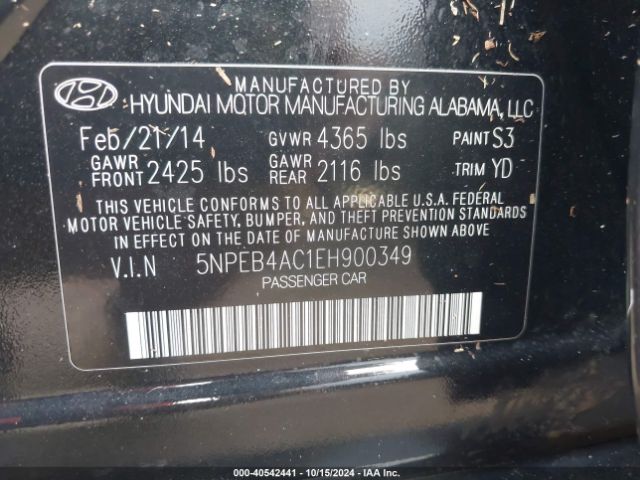 MANUFACTURED BY
HYUNDAI MOTOR MANUFACTURING ALABAMA, LLC
Feb/21/14 GVWR 4365 lbs PAINT S3
GAWR FRONT 2425 lbs GAWR REAR 2116 lbs TRIM YD
THIS VEHICLE CONFORMS TO ALL APPLICABLE U.S.A. FEDERAL
MOTOR VEHICLE SAFETY, BUMPER, AND THEFT PREVENTION STANDARDS
IN EFFECT ON THE DATE OF MANUFACTURE SHOWN ABOVE
V.I.N 5NPEB4AC1EH900349
PASSENGER CAR
000-40542441 - 10/15/2024 - IAAI.com